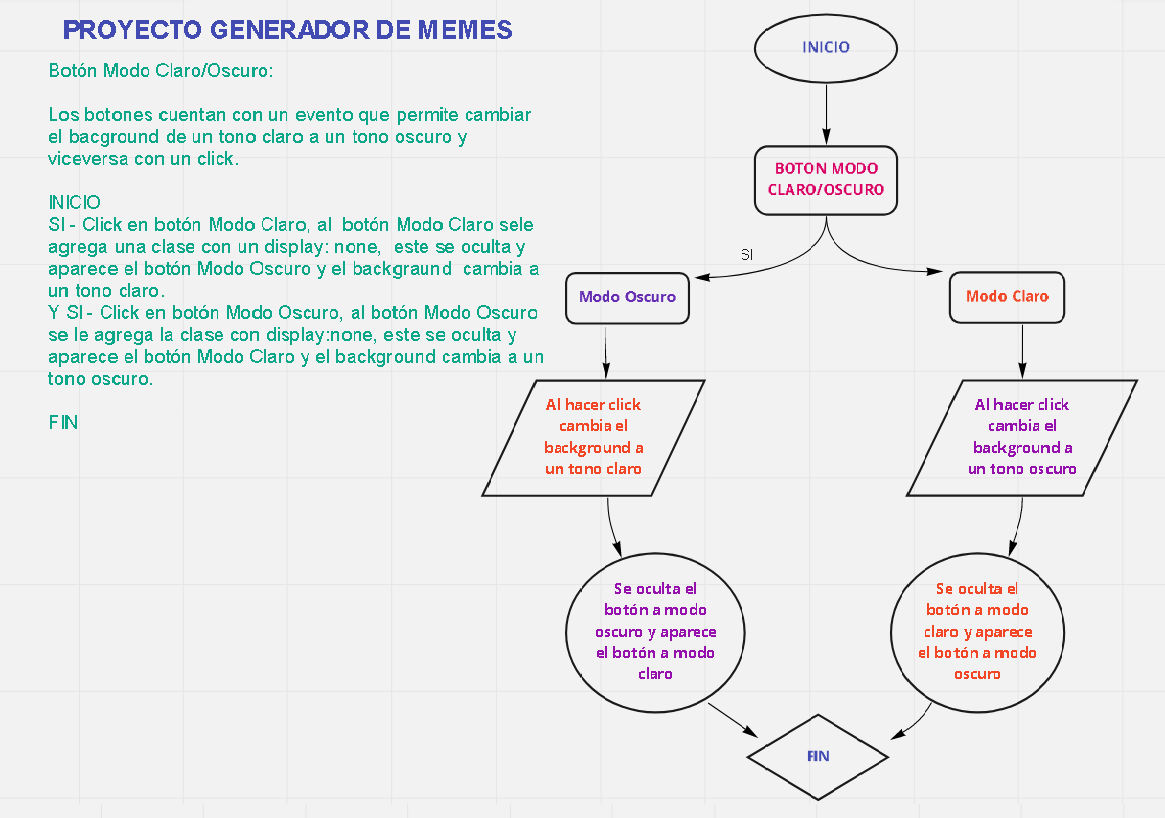 PROYECTO GENERADOR DE MEMES
Botón Modo Claro/Oscuro:
Los botones cuentan con un evento que permite cambiar
el bacground de un tono claro a un tono oscuro y
viceversa con un click.
INICIO
SI - Click en botón Modo Claro, al botón Modo Claro sele
agrega una clase con un display: none, este se oculta y
aparece el botón Modo Oscuro y el backgraund cambia a
un tono claro.
Y SI - Click en botón Modo Oscuro, al botón Modo Oscuro
se le agrega la clase con display:none, este se oculta y
aparece el botón Modo Claro y el background cambia a un
tono oscuro.
FIN
INICIO
BOTON MODO
CLARO/OSCURO
SI
Modo Oscuro
Modo Claro
Al hacer click
cambia el
background a
un tono claro
Al hacer click
cambia el
background a
un tono oscuro
Se oculta el
botón a modo
oscuro y aparece
el botón a modo
claro
Se oculta el
botón a modo
claro y aparece
el botón a modo
oscuro
FIN